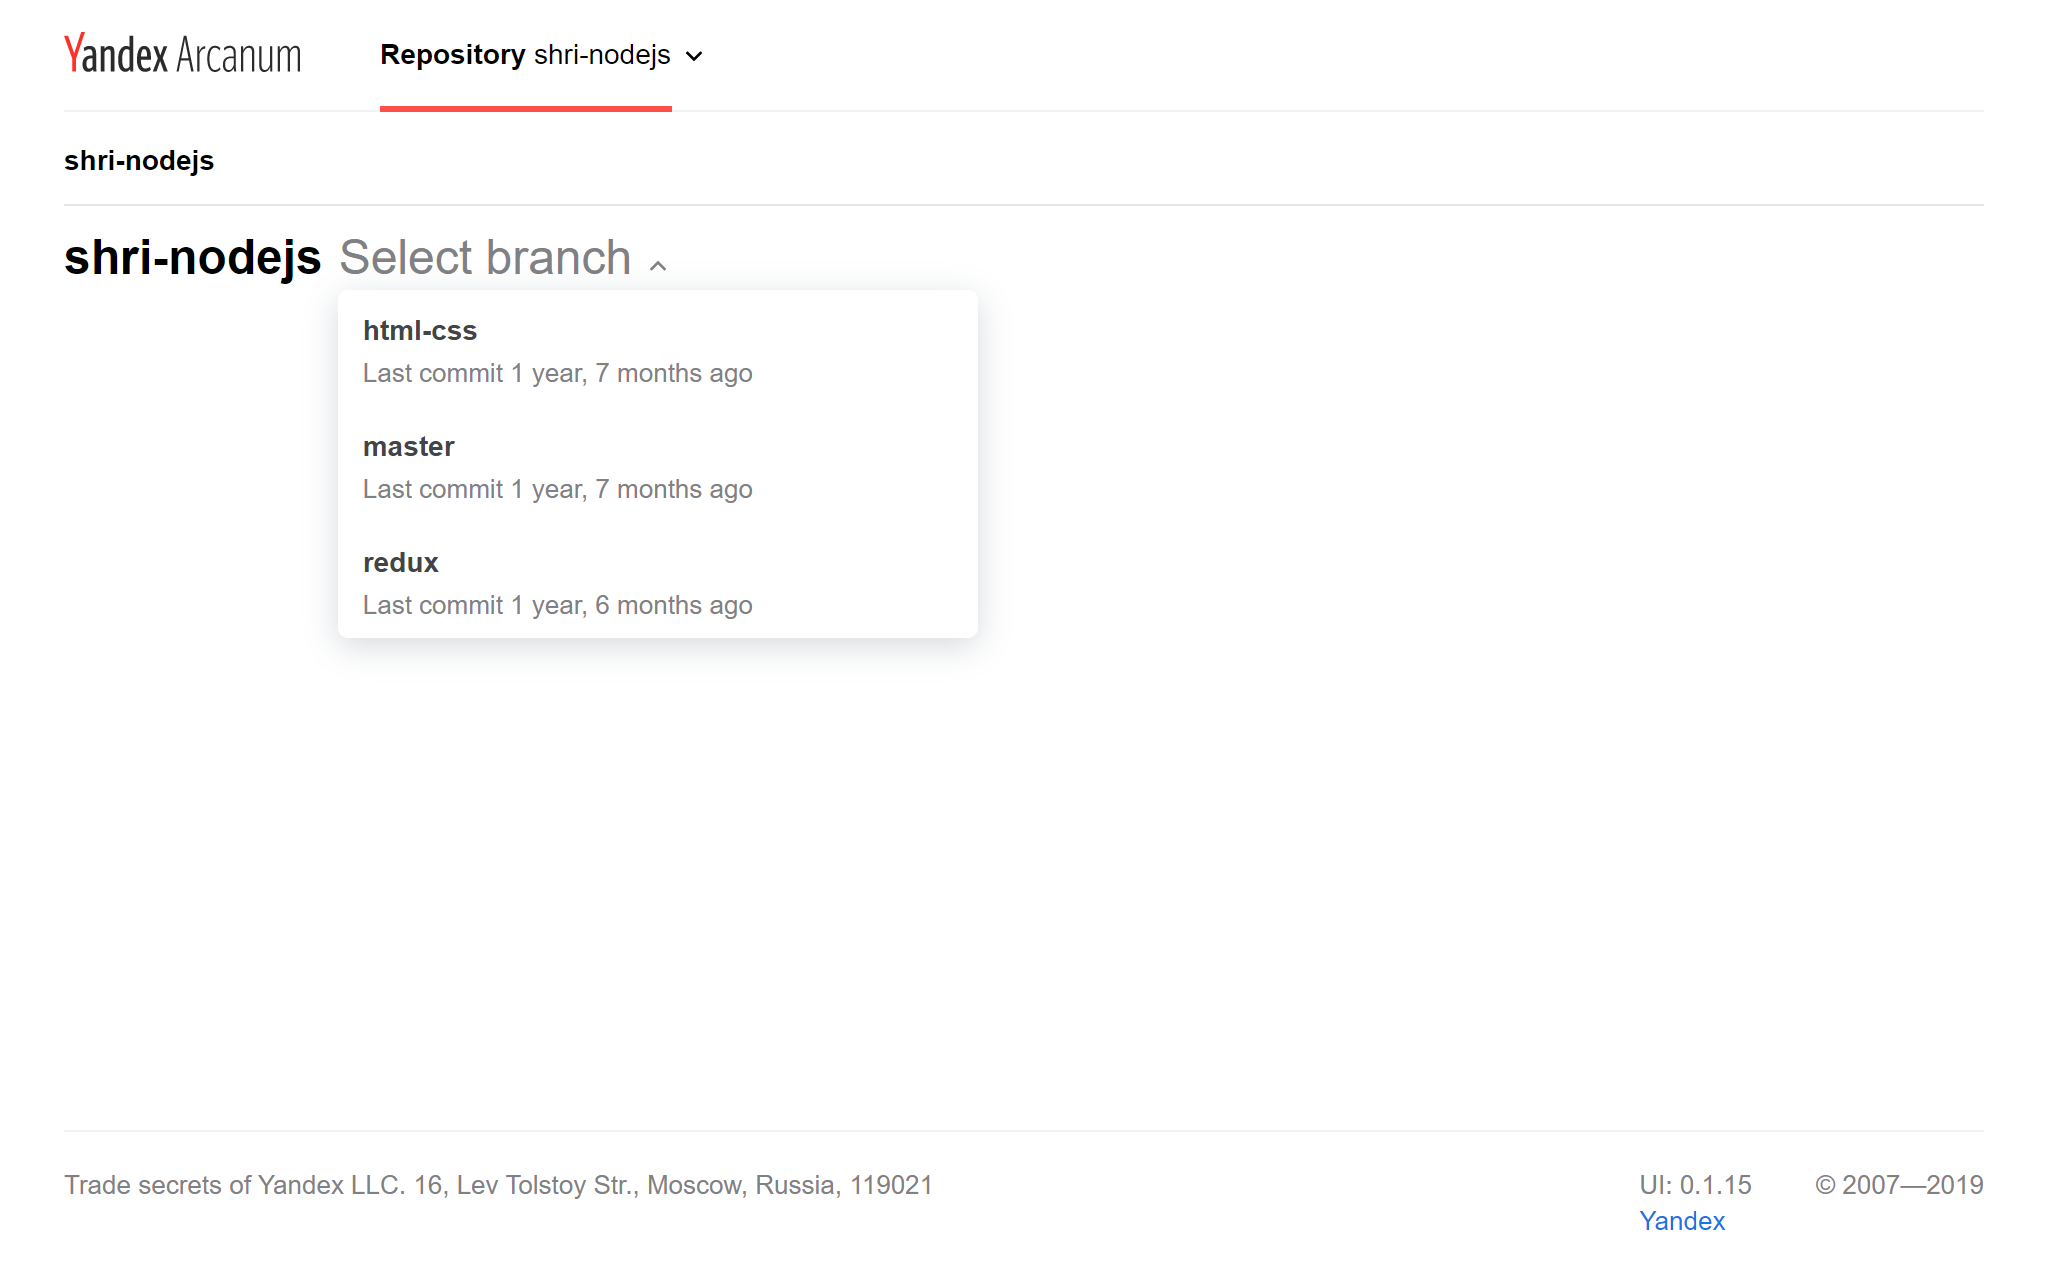 Yandex Arcanum
Repository shri-nodejs
shri-nodejs
shri-nodejs Select branch
html-css
Last commit 1 year, 7 months ago
master
Last commit 1 year, 7 months ago
redux
Last commit 1 year, 6 months ago
Trade secrets of Yandex LLC. 16, Lev Tolstoy Str., Moscow, Russia, 119021
UI: 0.1.15
© 2007—2019
Yandex